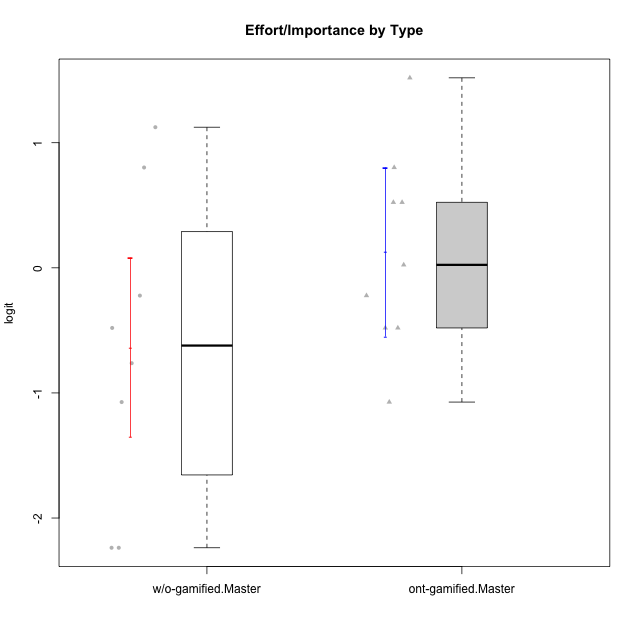 Effort/Importance by Type
logit
1
0
-1
-2
w/o-gamified.Master
ont-gamified.Master